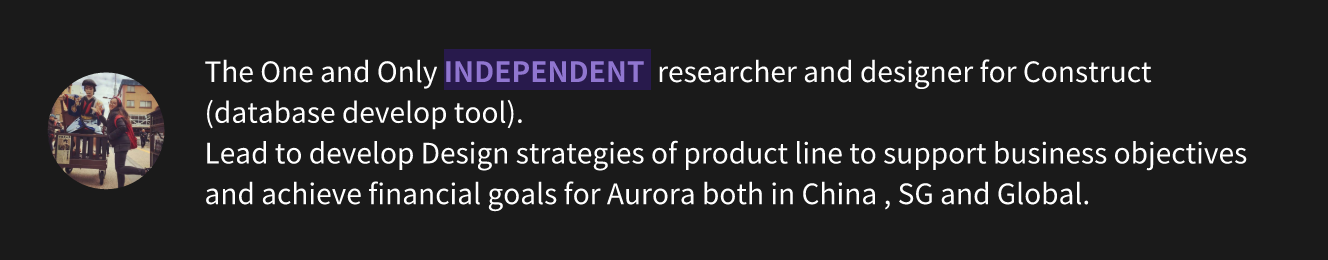 The One and Only INDEPENDENT researcher and designer for Construct
(database develop tool).
Lead to develop Design strategies of product line to support business objectives
and achieve financial goals for Aurora both in China , SG and Global.